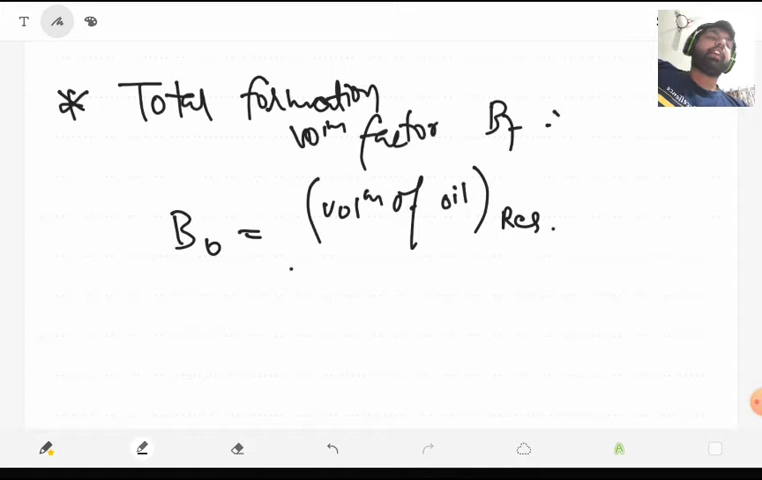 * Total formation
volm factor Bt :
Bo = (volm of oil) Res.
T
A